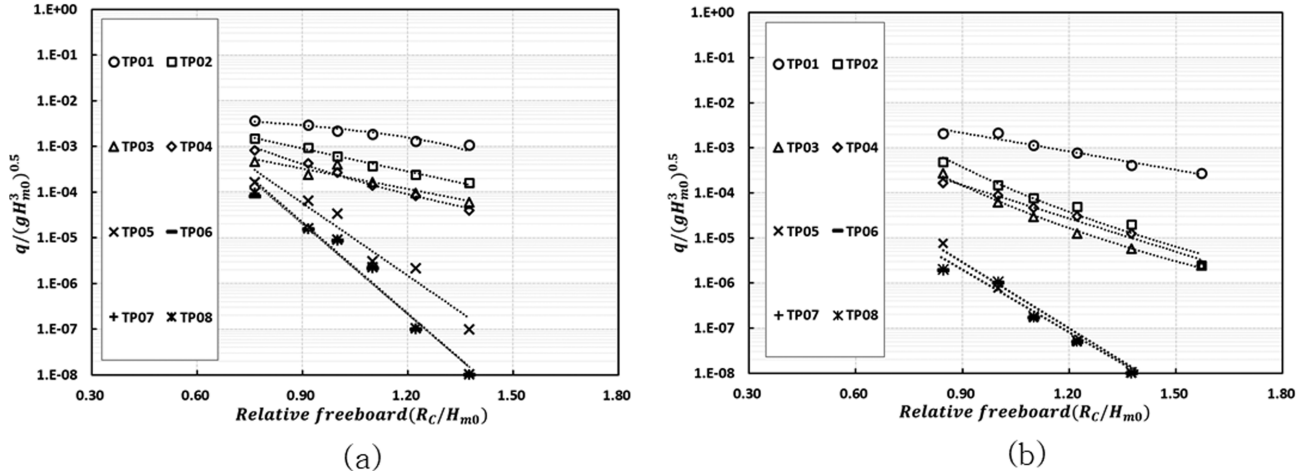 1.E+00
1.E-01
1.E-02
1.E-03
1.E-04
1.E-05
1.E-06
1.E-07
1.E-08
q/(gH³m0)^0.5
TP01 TP02
TP03 TP04
TP05 TP06
TP07 TP08
0.30 0.60 0.90 1.20 1.50 1.80
Relative freeboard(RC/Hm0)
(a)
1.E+00
1.E-01
1.E-02
1.E-03
1.E-04
1.E-05
1.E-06
1.E-07
1.E-08
q/(gH³m0)^0.5
TP01 TP02
TP03 TP04
TP05 TP06
TP07 TP08
0.30 0.60 0.90 1.20 1.50 1.80
Relative freeboard(RC/Hm0)
(b)